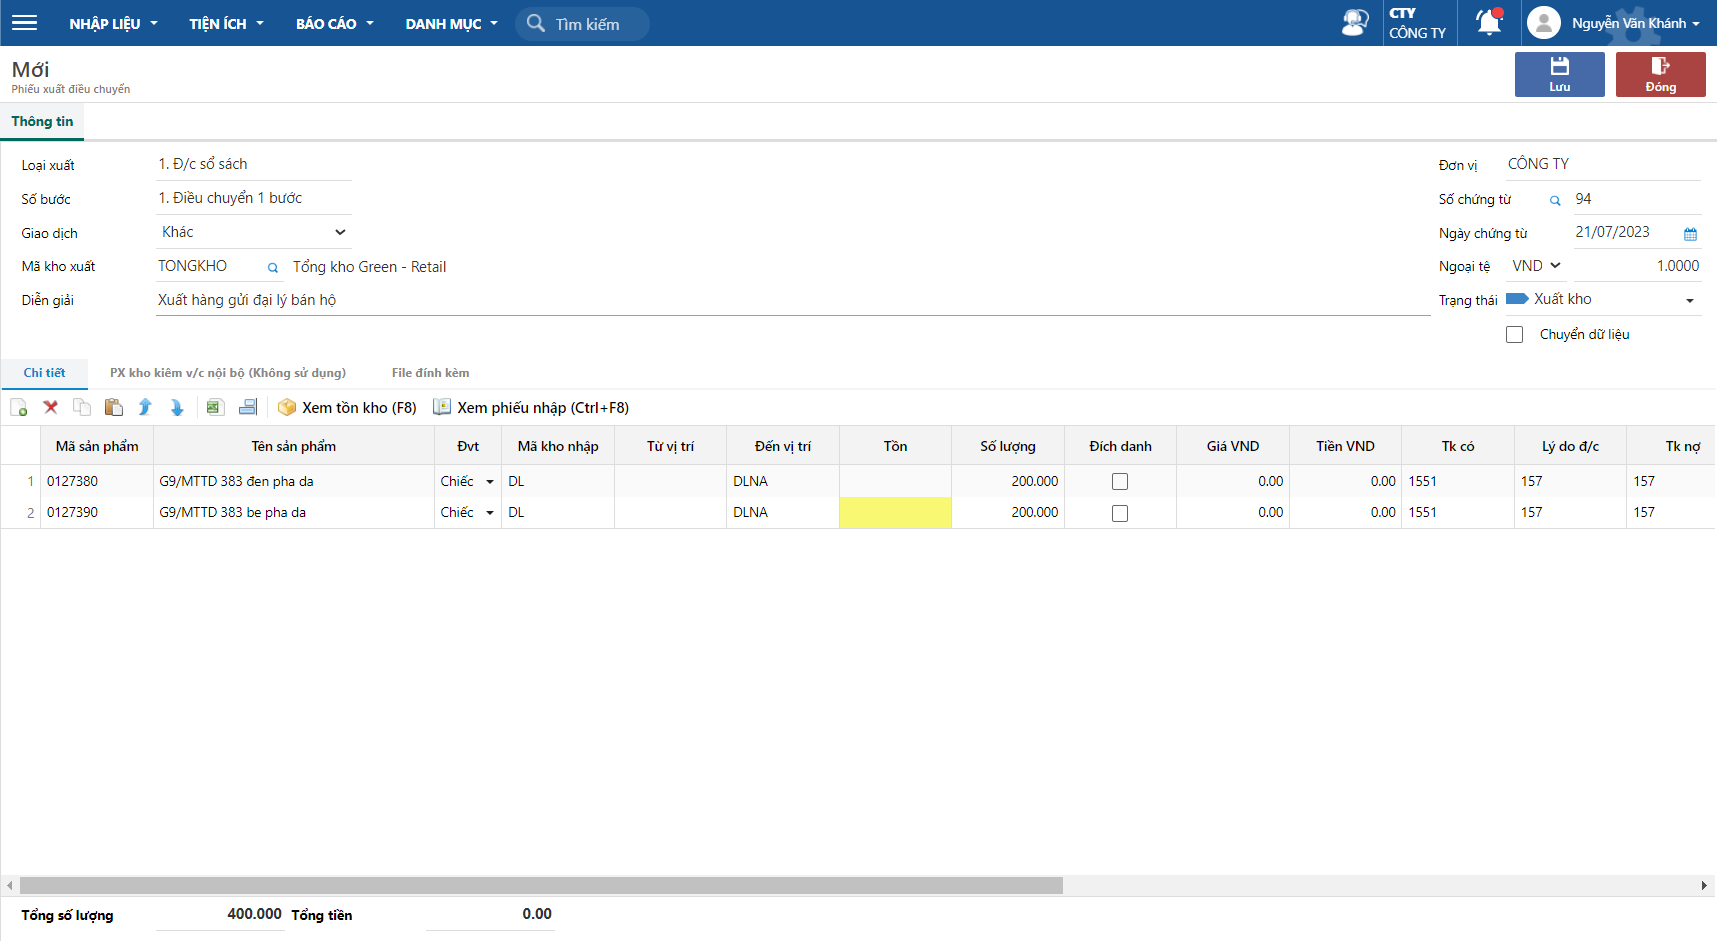 NHẬP LIỆU TIỆN ÍCH BÁO CÁO DANH MỤC Tìm kiếm CTY CÔNG TY Nguyễn Văn Khánh
Mới
Phiếu xuất điều chuyển
Lưu Đóng
Thông tin
Loại xuất 1. Đ/c sổ sách Đơn vị CÔNG TY
Số bước 1. Điều chuyển 1 bước Số chứng từ 94
Giao dịch Khác Ngày chứng từ 21/07/2023
Mã kho xuất TONGKHO Tổng kho Green - Retail Ngoại tệ VND 1.0000
Diễn giải Xuất hàng gửi đại lý bán hộ Trạng thái Xuất kho
Chuyển dữ liệu
Chi tiết PX kho kiêm v/c nội bộ (Không sử dụng) File đính kèm
Xem tồn kho (F8) Xem phiếu nhập (Ctrl+F8)
Mã sản phẩm Tên sản phẩm Đvt Mã kho nhập Từ vị trí Đến vị trí Tồn Số lượng Đích danh Giá VND Tiền VND Tk có Lý do đ/c Tk nợ
1 0127380 G9/MTTD 383 đen pha da Chiếc DL DLNA 200.000 0.00 0.00 1551 157 157
2 0127390 G9/MTTD 383 be pha da Chiếc DL DLNA 200.000 0.00 0.00 1551 157 157
Tổng số lượng 400.000 Tổng tiền 0.00